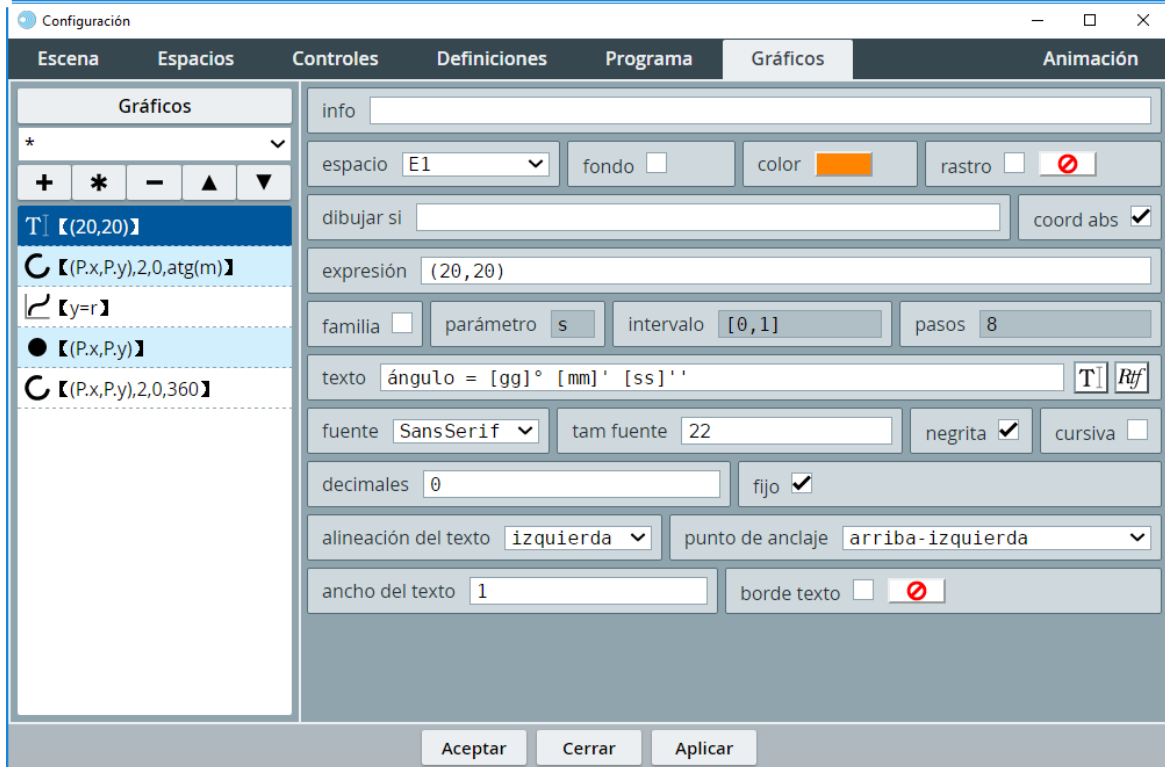 Configuración
Escena Espacios Controles Definiciones Programa Gráficos Animación
Gráficos
*
T 【(20,20)】
【(P.x,P.y),2,0,atg(m)】
【y=r】
【(P.x,P.y)】
【(P.x,P.y),2,0,360】
info
espacio E1 fondo color rastro
dibujar si coord abs
expresión (20,20)
familia parámetro s intervalo [0,1] pasos 8
texto ángulo = [gg]° [mm]' [ss]'' T Rtf
fuente SansSerif tam fuente 22 negrita cursiva
decimales 0 fijo
alineación del texto izquierda punto de anclaje arriba-izquierda
ancho del texto 1 borde texto
Aceptar Cerrar Aplicar